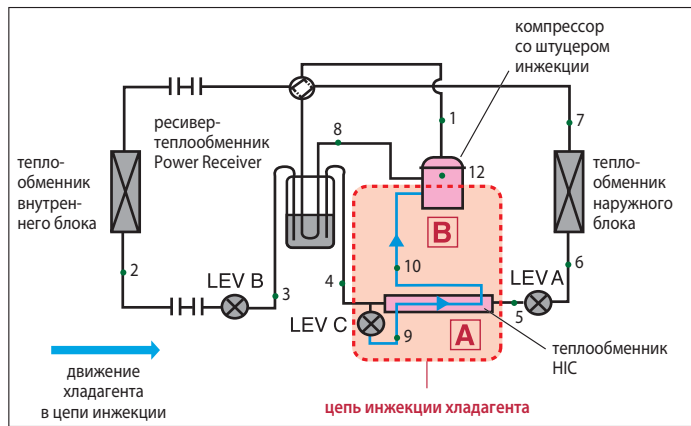 компрессор
со штуцером
инжекции
1
7
8
ресивер-
теплообменник
Power Receiver
12
тепло-
обменник
внутрен-
него блока
тепло-
обменник
наружного
блока
B
2
10
6
LEV B
3
4
LEV A
5
LEV C
9
A
движение
хладагента
в цепи инжекции
теплообменник
HIC
цепь инжекции хладагента